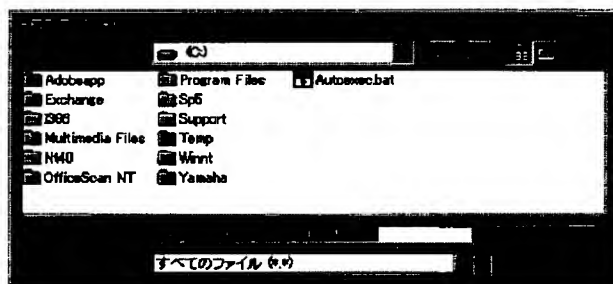 (C:)
Adobeapp Program Files Autoexec.bat
Exchange Sp6
I386 Support
Multimedia Files Temp
Nt40 Winnt
OfficeScan NT Yamaha
すべてのファイル (*.*)